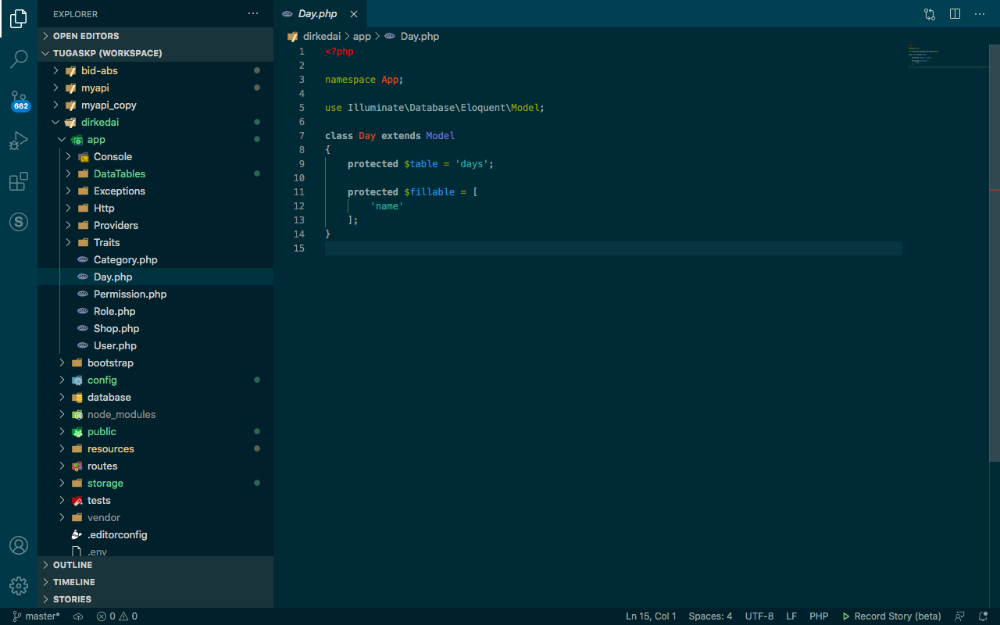 EXPLORER
OPEN EDITORS
TUGASKP (WORKSPACE)
bid-abs
myapi
myapi_copy
dirkedai
app
Console
DataTables
Exceptions
Http
Providers
Traits
Category.php
Day.php
Permission.php
Role.php
Shop.php
User.php
bootstrap
config
database
node_modules
public
resources
routes
storage
tests
vendor
.editorconfig
.env
OUTLINE
TIMELINE
STORIES
662
Day.php
dirkedai > app > Day.php
1 <?php
2
3 namespace App;
4
5 use Illuminate\Database\Eloquent\Model;
6
7 class Day extends Model
8 {
9 protected $table = 'days';
10
11 protected $fillable = [
12 'name'
13 ];
14 }
15
master* 0 0 Ln 15, Col 1 Spaces: 4 UTF-8 LF PHP Record Story (beta)